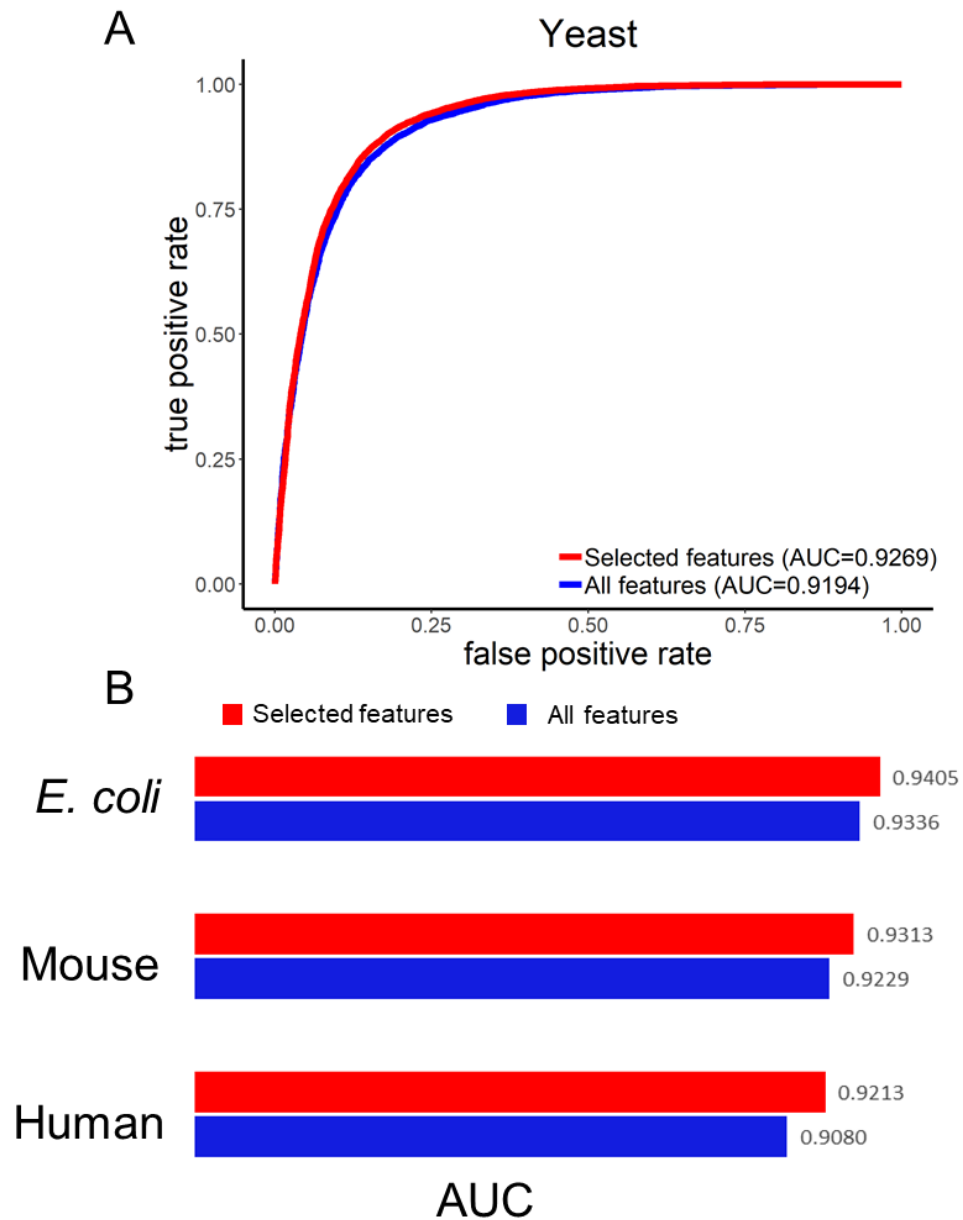 A
Yeast
1.00
0.75
0.50
0.25
0.00
true positive rate
Selected features (AUC=0.9269)
All features (AUC=0.9194)
0.00 0.25 0.50 0.75 1.00
false positive rate
B
Selected features All features
E. coli
0.9405
0.9336
Mouse
0.9313
0.9229
Human
0.9213
0.9080
AUC